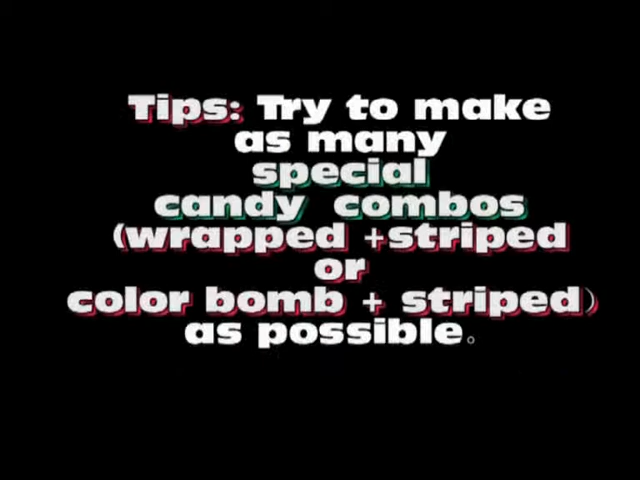 Tips: Try to make
as many
special
candy combos
(wrapped +striped
or
color bomb + striped)
as possible。